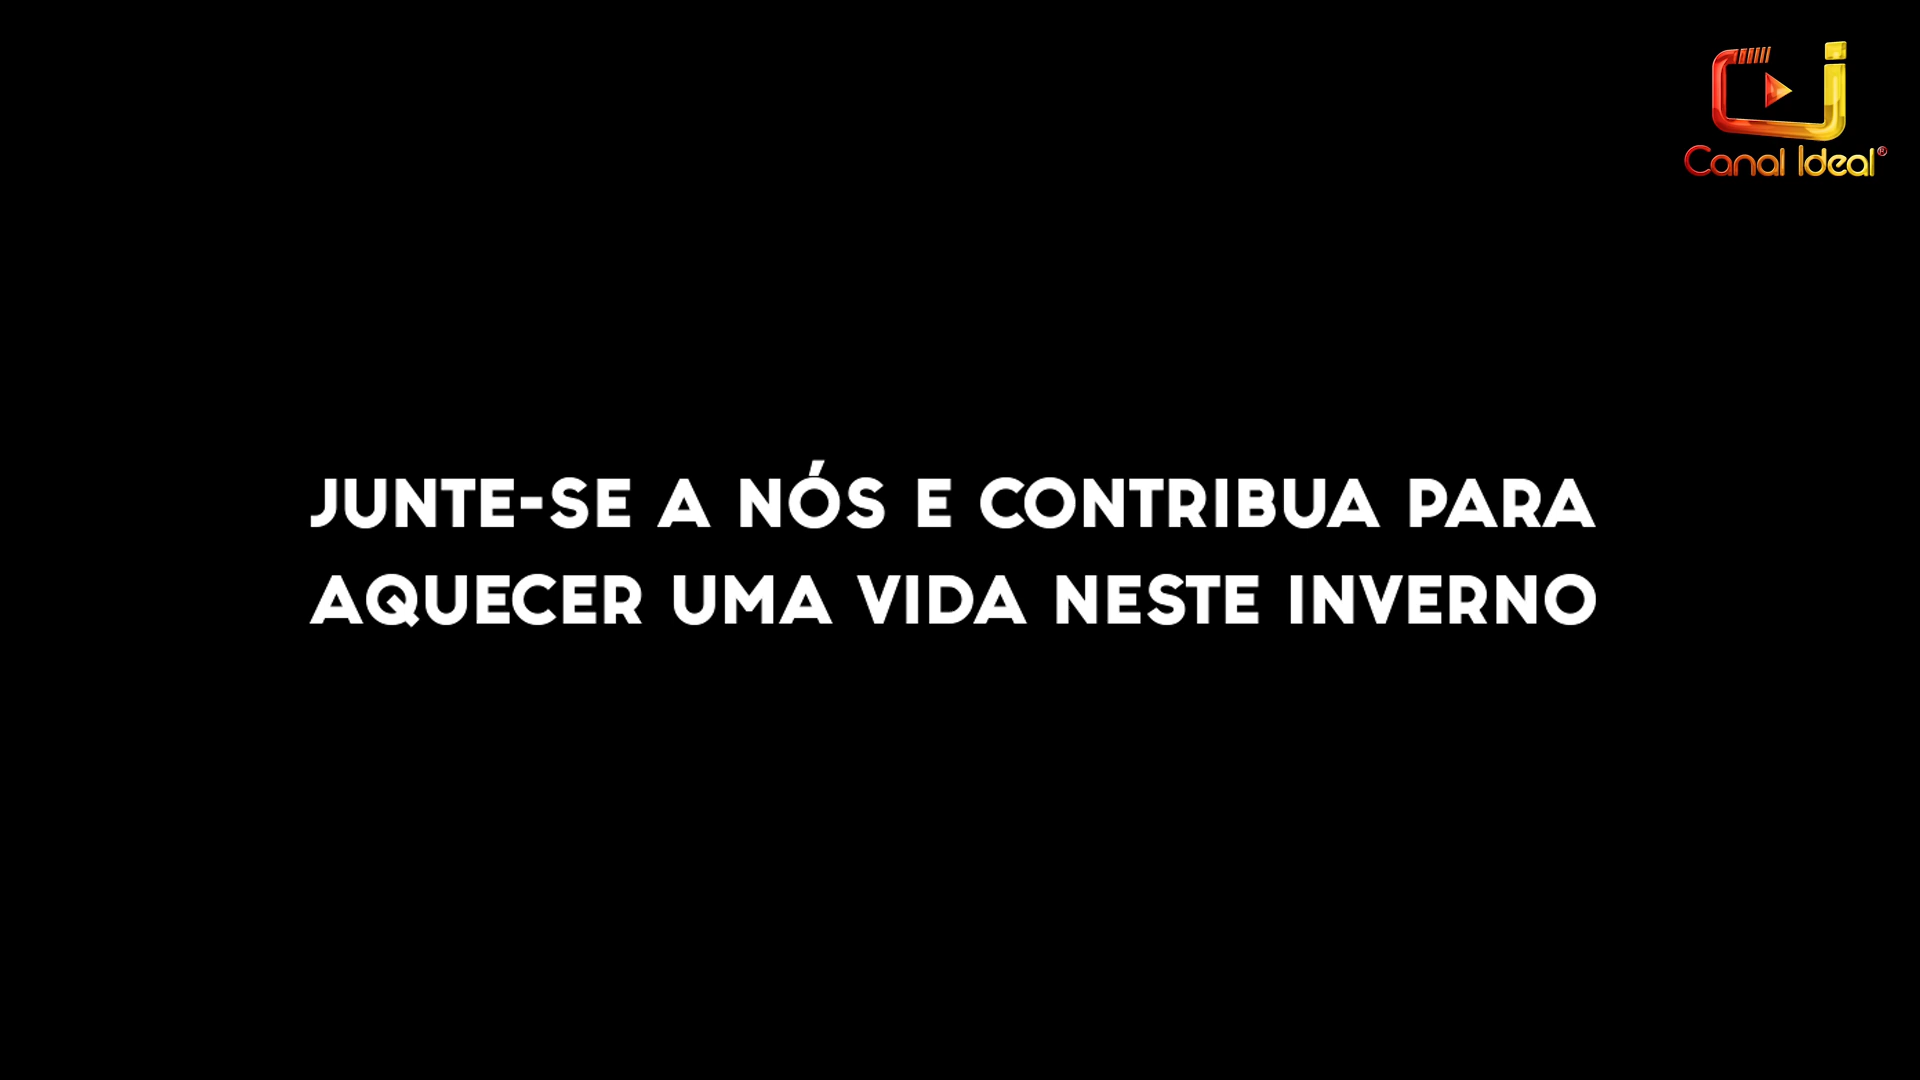 Canal Ideal®
JUNTE-SE A NÓS E CONTRIBUA PARA
AQUECER UMA VIDA NESTE INVERNO